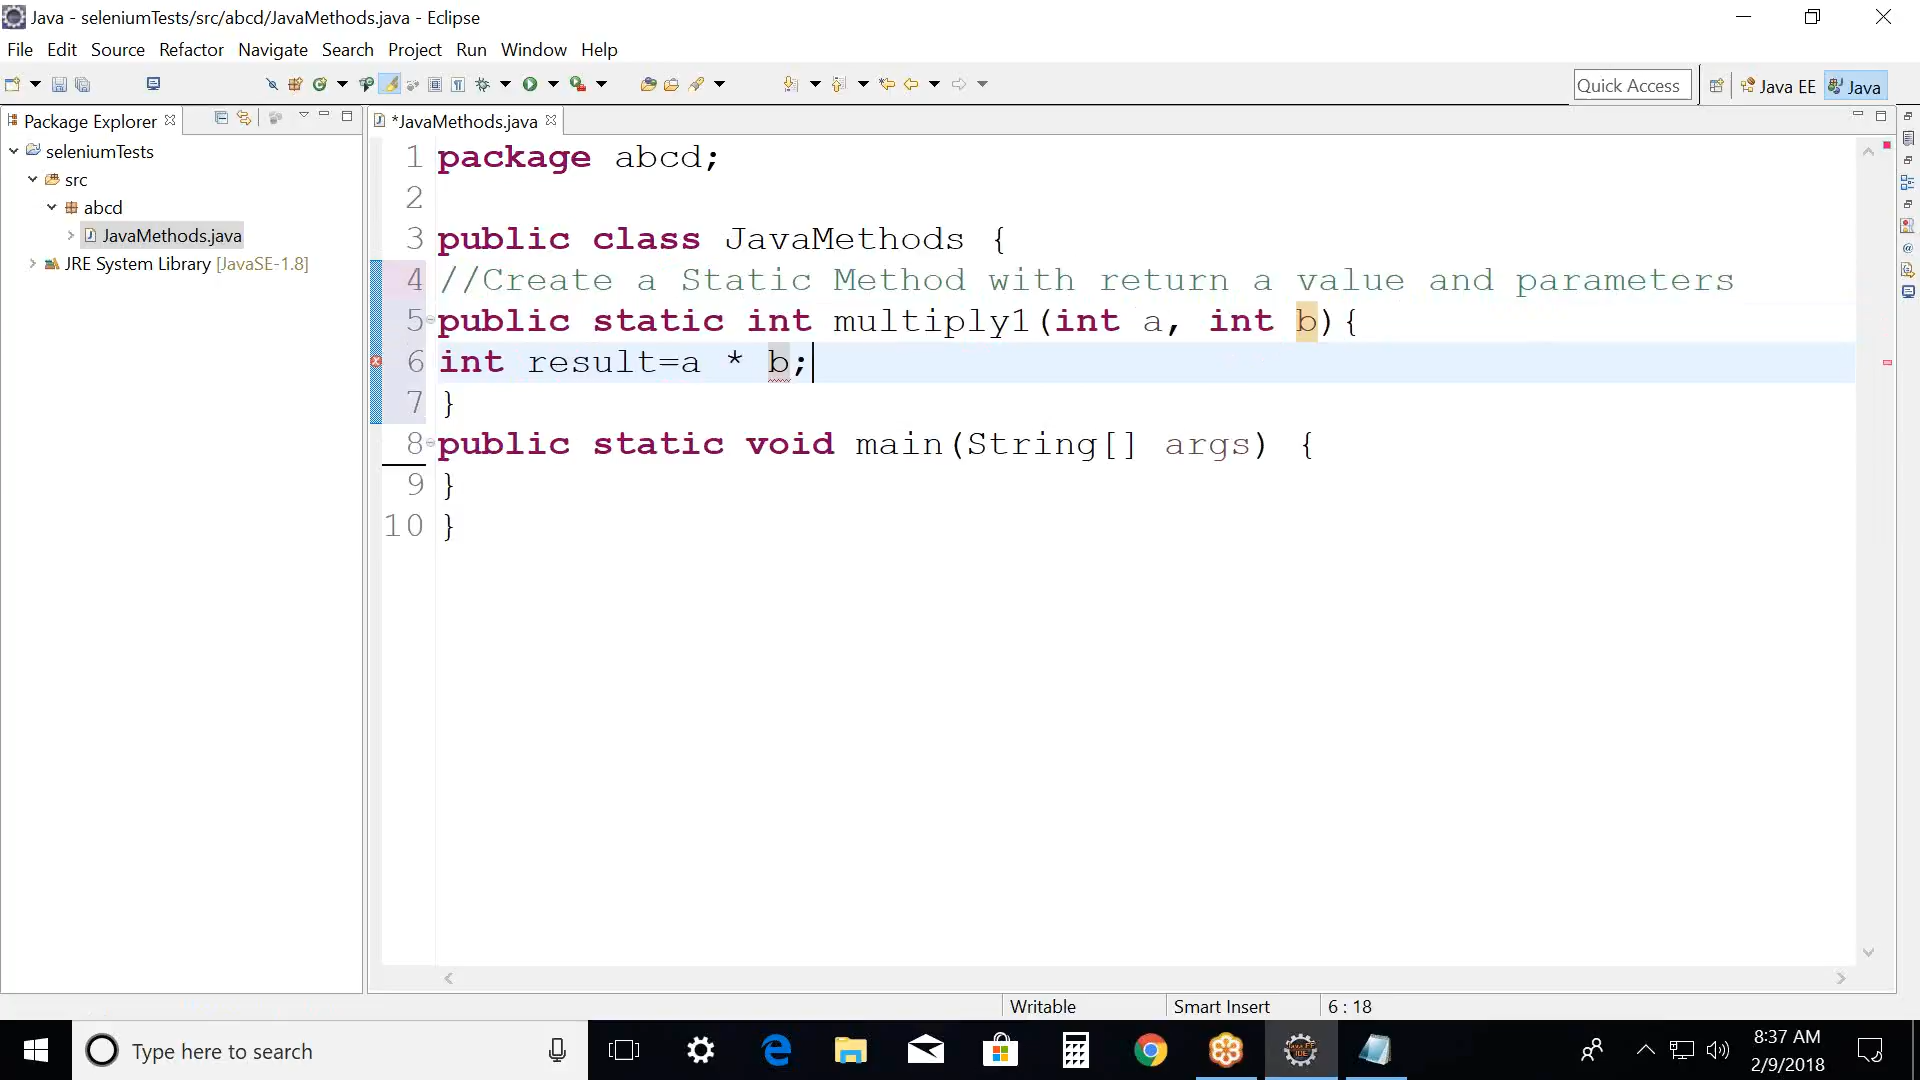 Java - seleniumTests/src/abcd/JavaMethods.java - Eclipse
File Edit Source Refactor Navigate Search Project Run Window Help
Quick Access
Java EE
Java
Package Explorer
*JavaMethods.java
seleniumTests
src
abcd
JavaMethods.java
JRE System Library [JavaSE-1.8]
1 package abcd;
2
3 public class JavaMethods {
4 //Create a Static Method with return a value and parameters
5 public static int multiply1(int a, int b){
6 int result=a * b;
7 }
8 public static void main(String[] args) {
9 }
10 }
Writable
Smart Insert
6 : 18
Type here to search
8:37 AM
2/9/2018